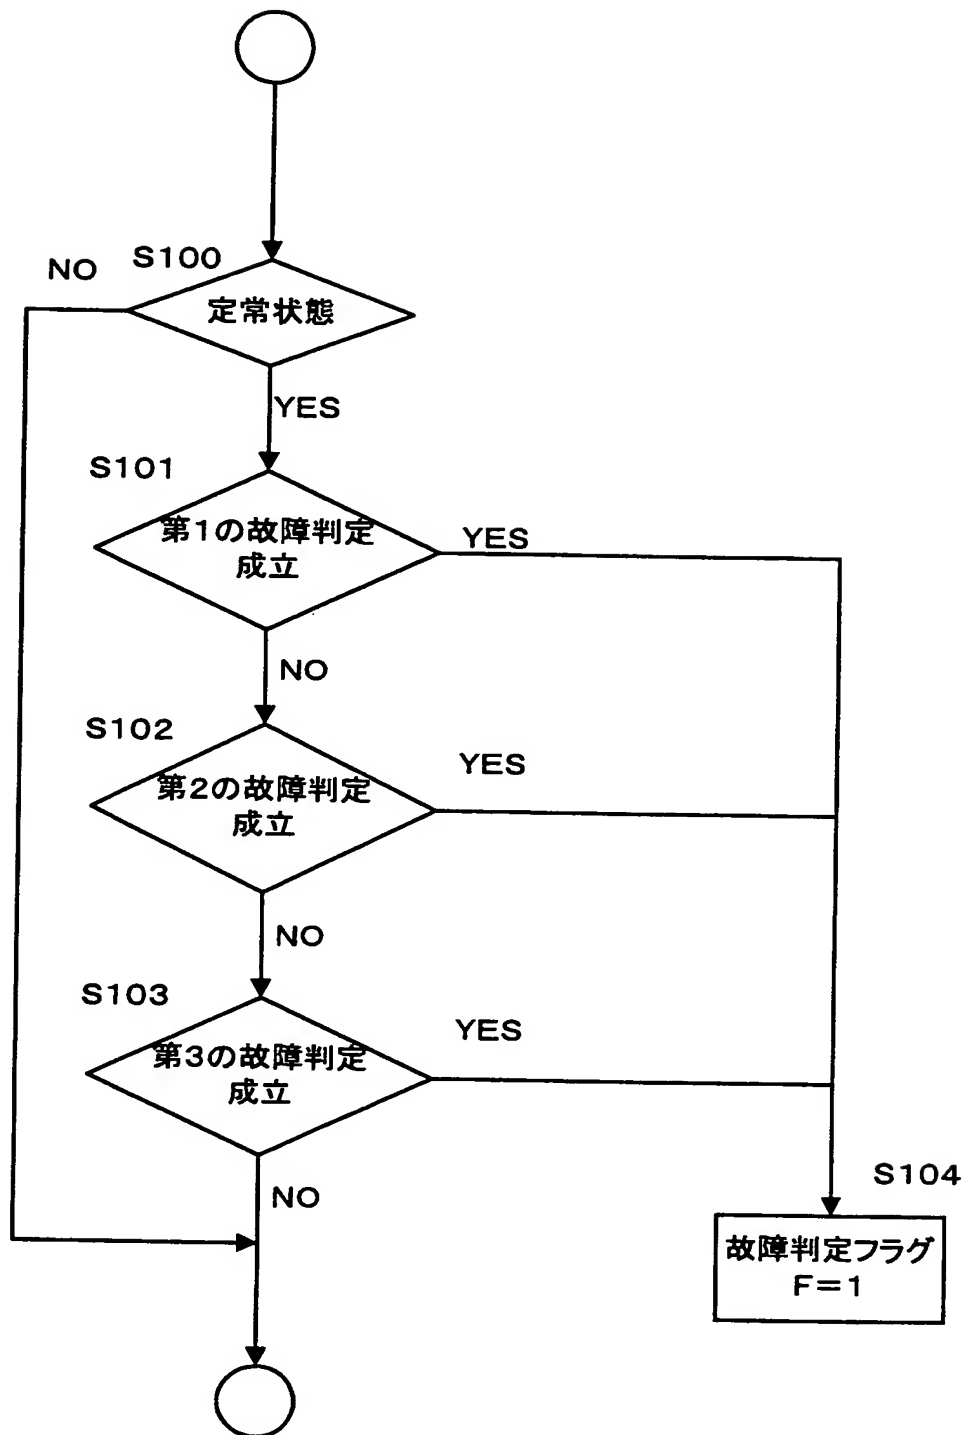 S100
NO
定常状態
YES
S101
第1の故障判定
成立
YES
NO
S102
第2の故障判定
成立
YES
NO
S103
第3の故障判定
成立
YES
NO
S104
故障判定フラグ
F=1